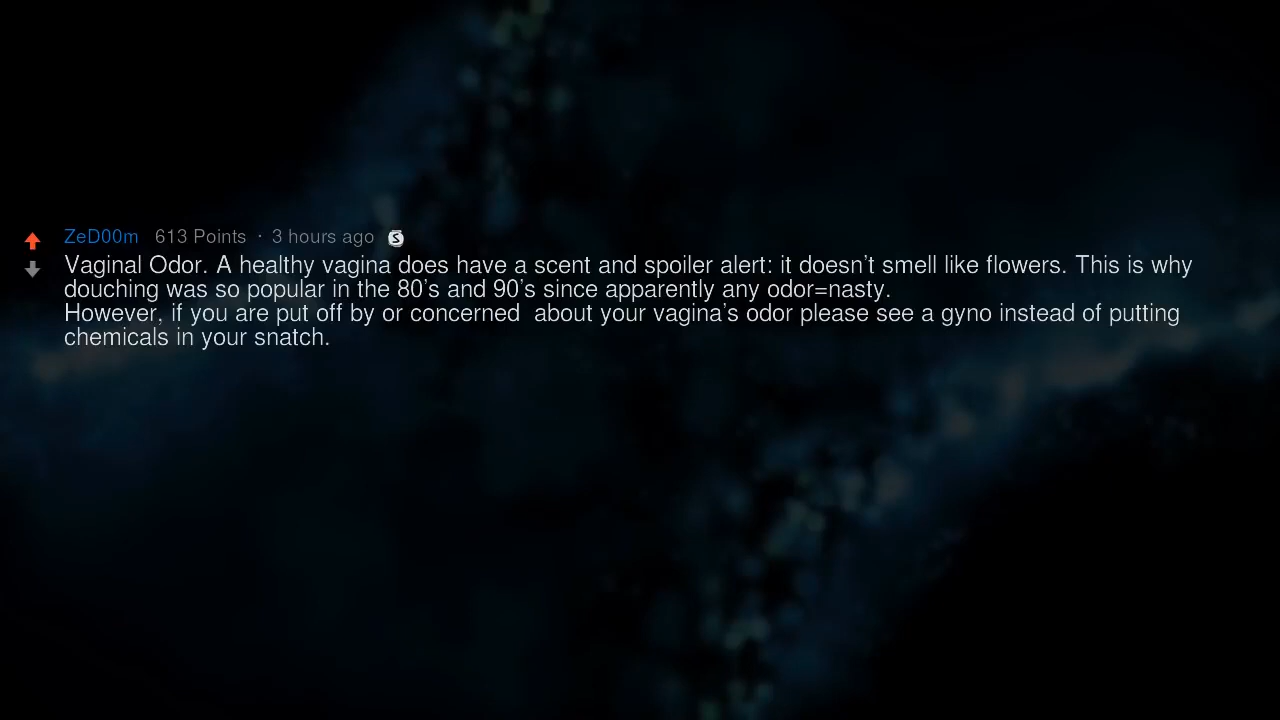 ZeD00m 613 Points · 3 hours ago S
Vaginal Odor. A healthy vagina does have a scent and spoiler alert: it doesn't smell like flowers. This is why
douching was so popular in the 80's and 90's since apparently any odor=nasty.
However, if you are put off by or concerned  about your vagina's odor please see a gyno instead of putting
chemicals in your snatch.